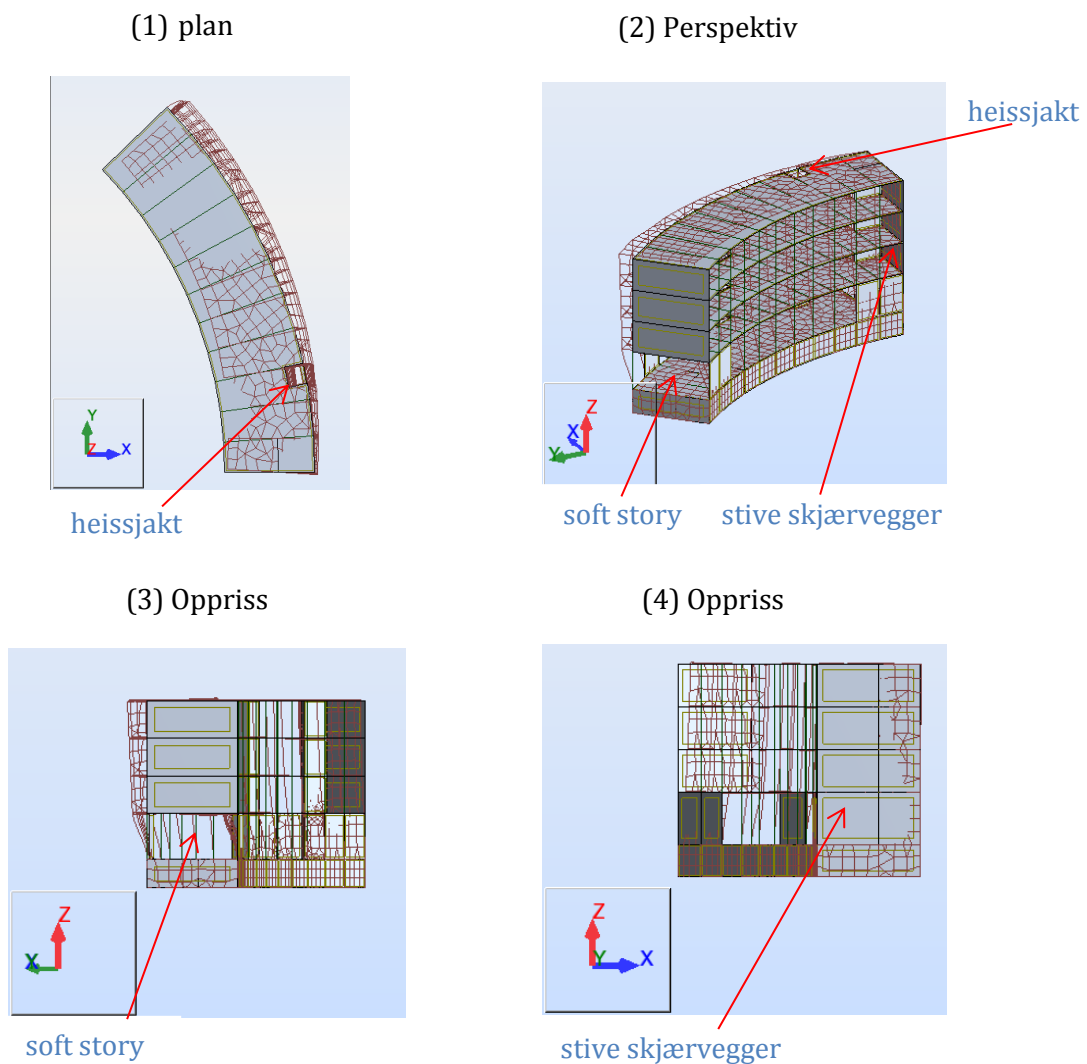 (1) plan
(2) Perspektiv
heissjakt
Y
Z
X
heissjakt
Z
X
Y
soft story
stive skjærvegger
(3) Oppriss
(4) Oppriss
Z
X
Z
Y
X
soft story
stive skjærvegger